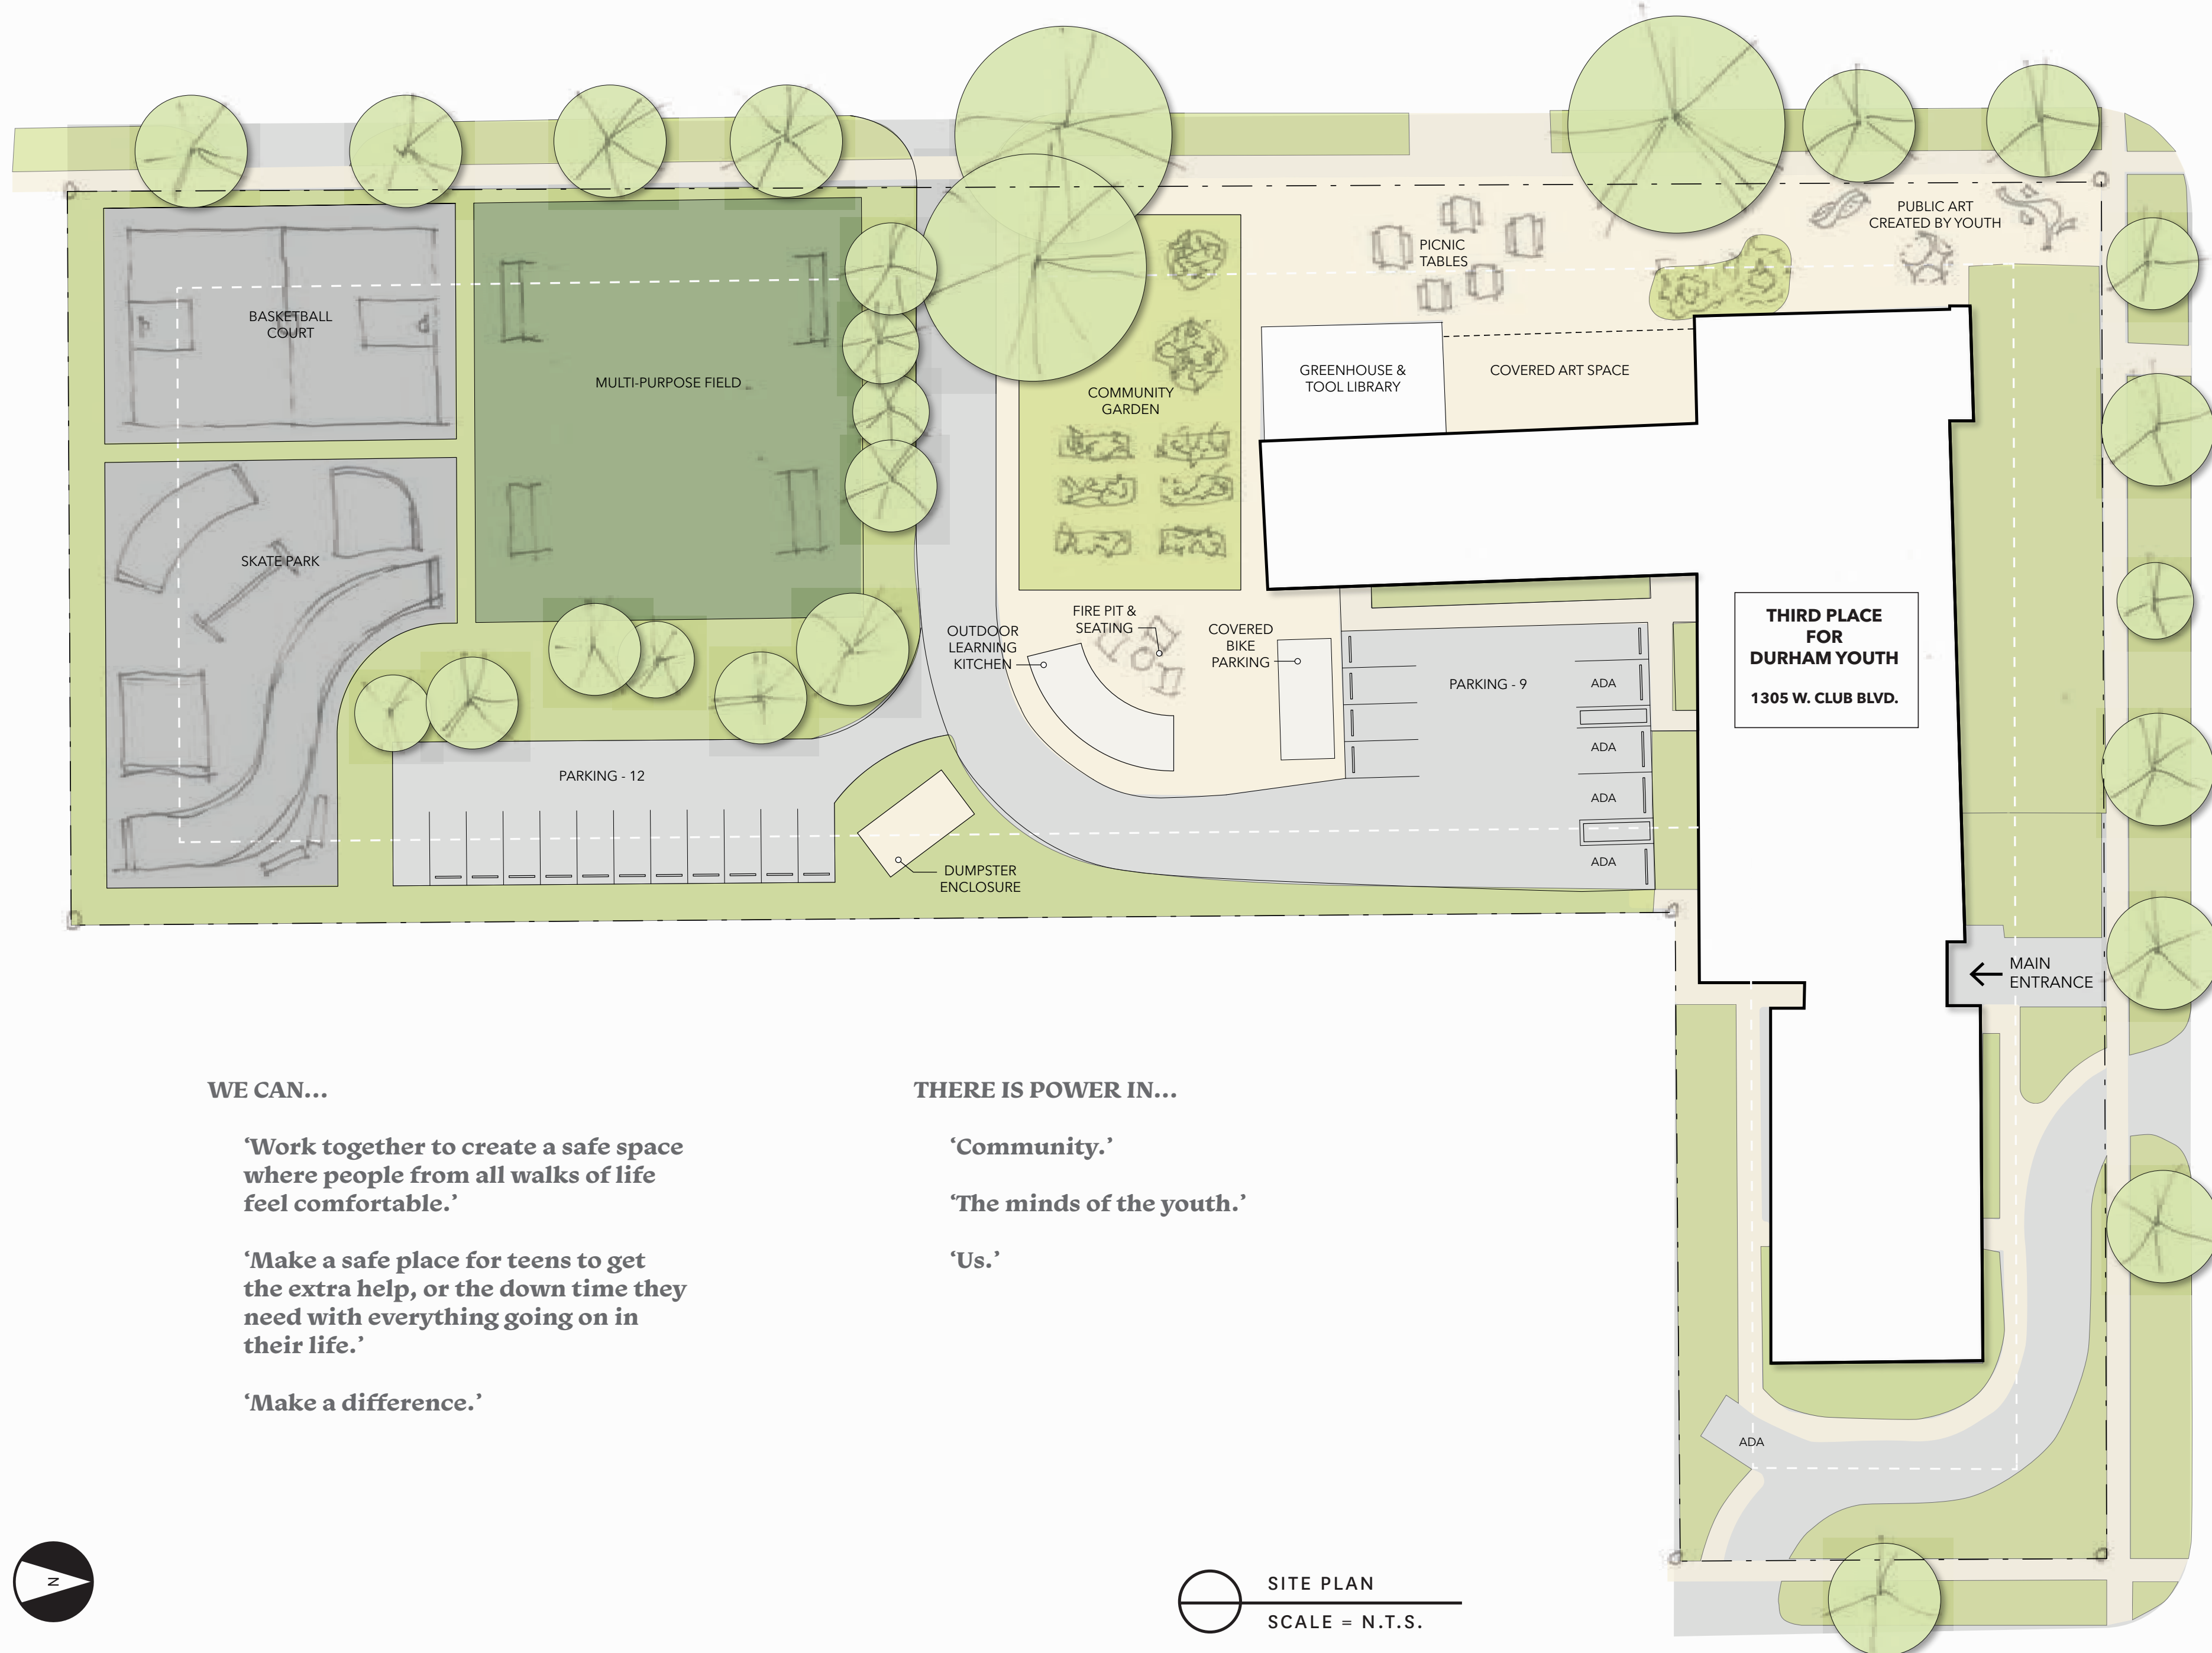 BASKETBALL
COURT
MULTI-PURPOSE FIELD
SKATE PARK
PARKING - 12
DUMPSTER
ENCLOSURE
COMMUNITY
GARDEN
PICNIC
TABLES
PUBLIC ART
CREATED BY YOUTH
GREENHOUSE &
TOOL LIBRARY
COVERED ART SPACE
OUTDOOR
LEARNING
KITCHEN
FIRE PIT &
SEATING
COVERED
BIKE
PARKING
PARKING - 9
ADA
ADA
ADA
ADA
THIRD PLACE
FOR
DURHAM YOUTH
1305 W. CLUB BLVD.
MAIN
ENTRANCE
ADA
WE CAN...
‘Work together to create a safe space
where people from all walks of life
feel comfortable.’
‘Make a safe place for teens to get
the extra help, or the down time they
need with everything going on in
their life.’
‘Make a difference.’
THERE IS POWER IN...
‘Community.’
‘The minds of the youth.’
‘Us.’
N
SITE PLAN
SCALE = N.T.S.